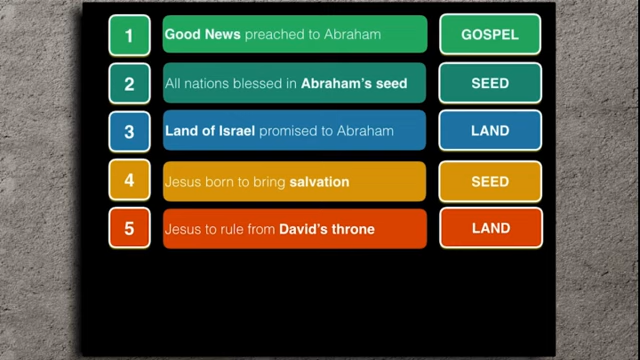 1 Good News preached to Abraham GOSPEL
2 All nations blessed in Abraham's seed SEED
3 Land of Israel promised to Abraham LAND
4 Jesus born to bring salvation SEED
5 Jesus to rule from David's throne LAND